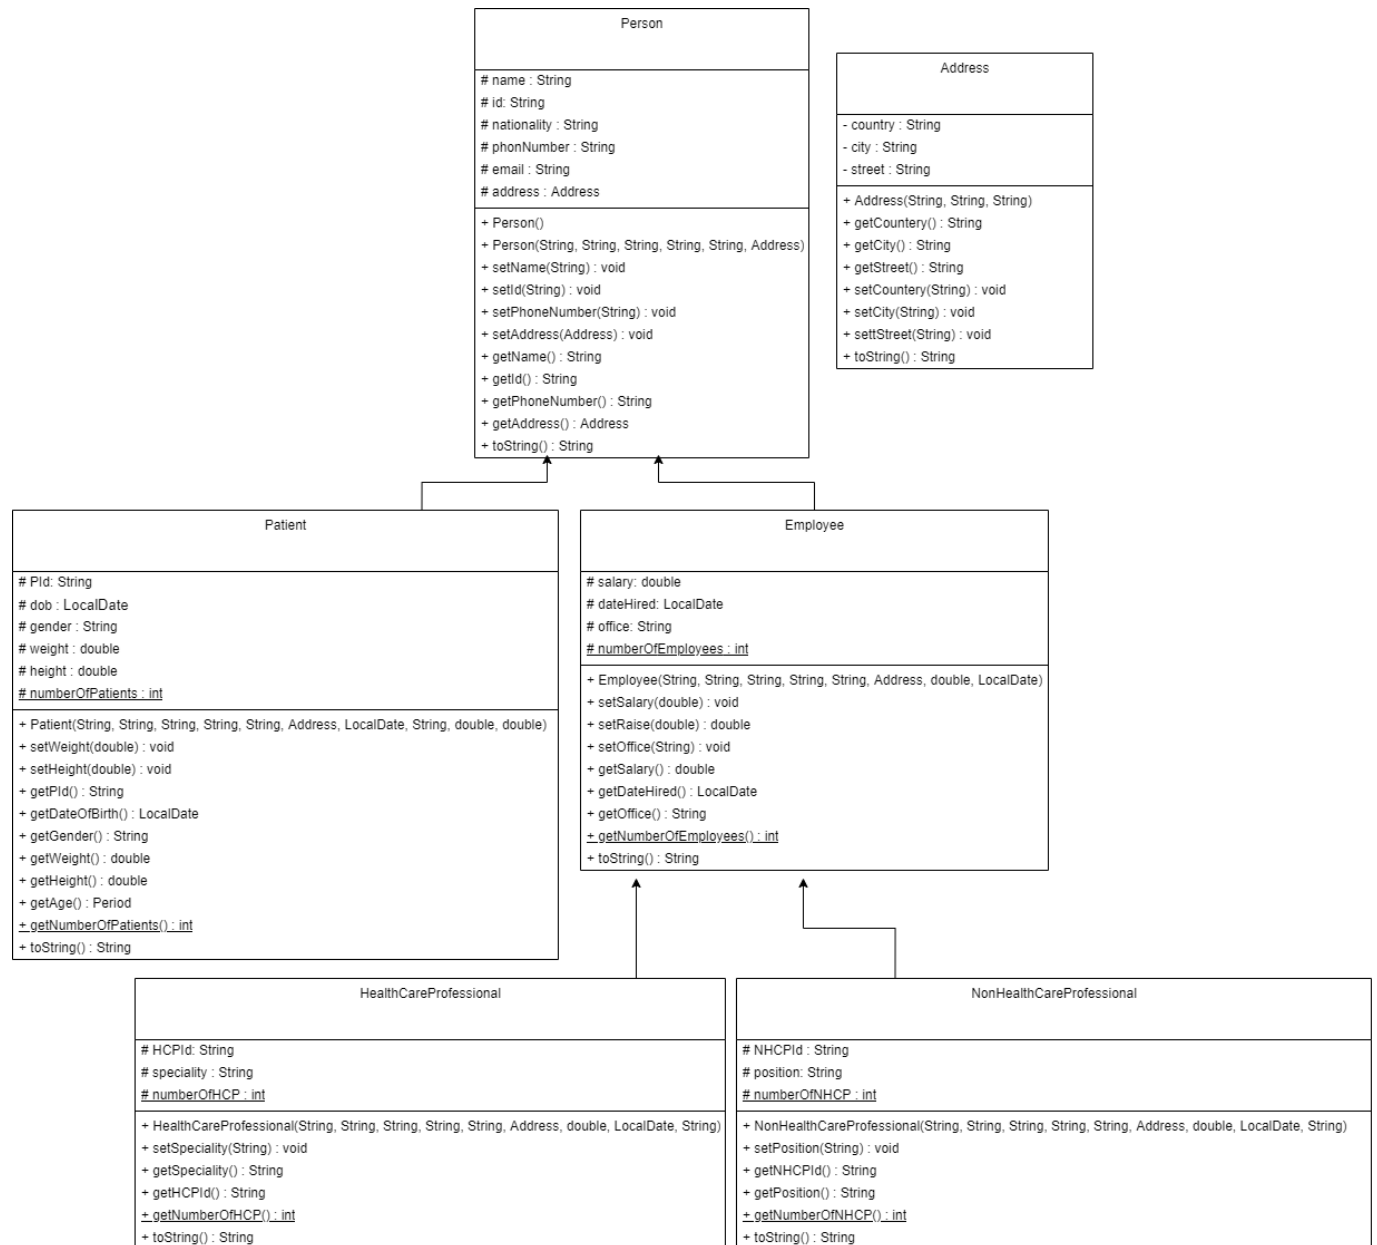 Person
# name : String
# id: String
# nationality : String
# phonNumber : String
# email : String
# address : Address
+ Person()
+ Person(String, String, String, String, String, Address)
+ setName(String) : void
+ setId(String) : void
+ setPhoneNumber(String) : void
+ setAddress(Address) : void
+ getName() : String
+ getId() : String
+ getPhoneNumber() : String
+ getAddress() : Address
+ toString() : String
Address
- country : String
- city : String
- street : String
+ Address(String, String, String)
+ getCountery() : String
+ getCity() : String
+ getStreet() : String
+ setCountery(String) : void
+ setCity(String) : void
+ settStreet(String) : void
+ toString() : String
Patient
# PId: String
# dob : LocalDate
# gender : String
# weight : double
# height : double
# numberOfPatients : int
+ Patient(String, String, String, String, String, Address, LocalDate, String, double, double)
+ setWeight(double) : void
+ setHeight(double) : void
+ getPId() : String
+ getDateOfBirth() : LocalDate
+ getGender() : String
+ getWeight() : double
+ getHeight() : double
+ getAge() : Period
+ getNumberOfPatients() : int
+ toString() : String
Employee
# salary: double
# dateHired: LocalDate
# office: String
# numberOfEmployees : int
+ Employee(String, String, String, String, String, Address, double, LocalDate)
+ setSalary(double) : void
+ setRaise(double) : double
+ setOffice(String) : void
+ getSalary() : double
+ getDateHired() : LocalDate
+ getOffice() : String
+ getNumberOfEmployees() : int
+ toString() : String
HealthCareProfessional
# HCPId: String
# speciality : String
# numberOfHCP : int
+ HealthCareProfessional(String, String, String, String, String, Address, double, LocalDate, String)
+ setSpeciality(String) : void
+ getSpeciality() : String
+ getHCPId() : String
+ getNumberOfHCP() : int
+ toString() : String
NonHealthCareProfessional
# NHCPId : String
# position: String
# numberOfNHCP : int
+ NonHealthCareProfessional(String, String, String, String, String, Address, double, LocalDate, String)
+ setPosition(String) : void
+ getNHCPId() : String
+ getPosition() : String
+ getNumberOfNHCP() : int
+ toString() : String